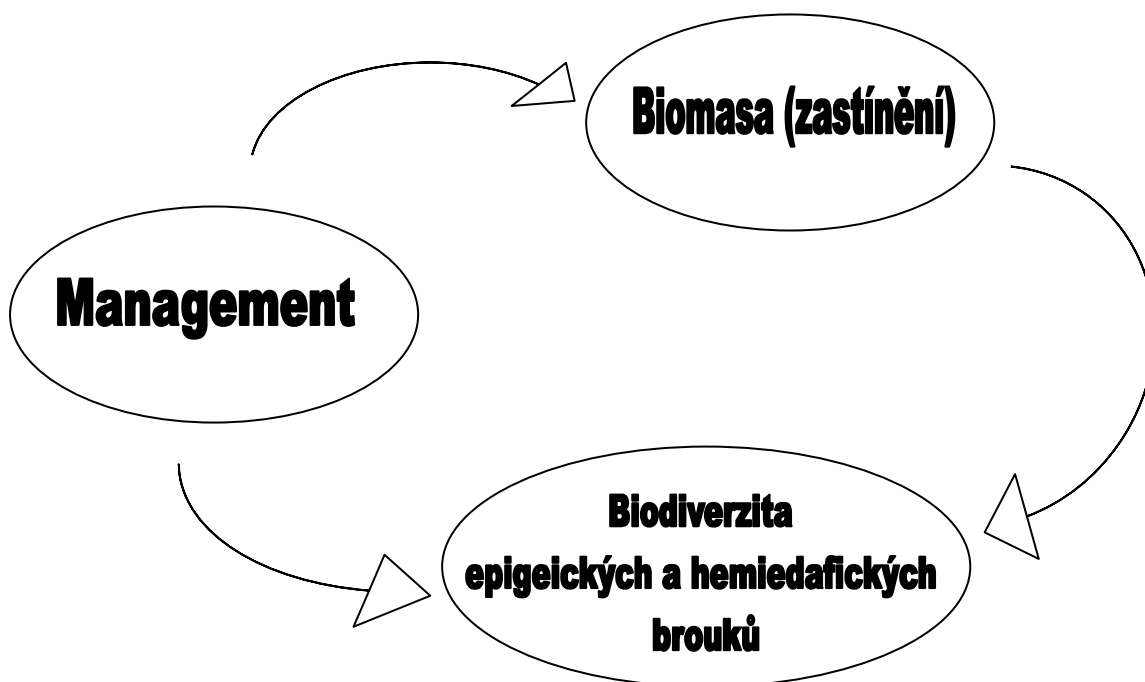 Biomasa (zastínění)
Management
Biodiverzita
epigeických a hemiedafických
brouků